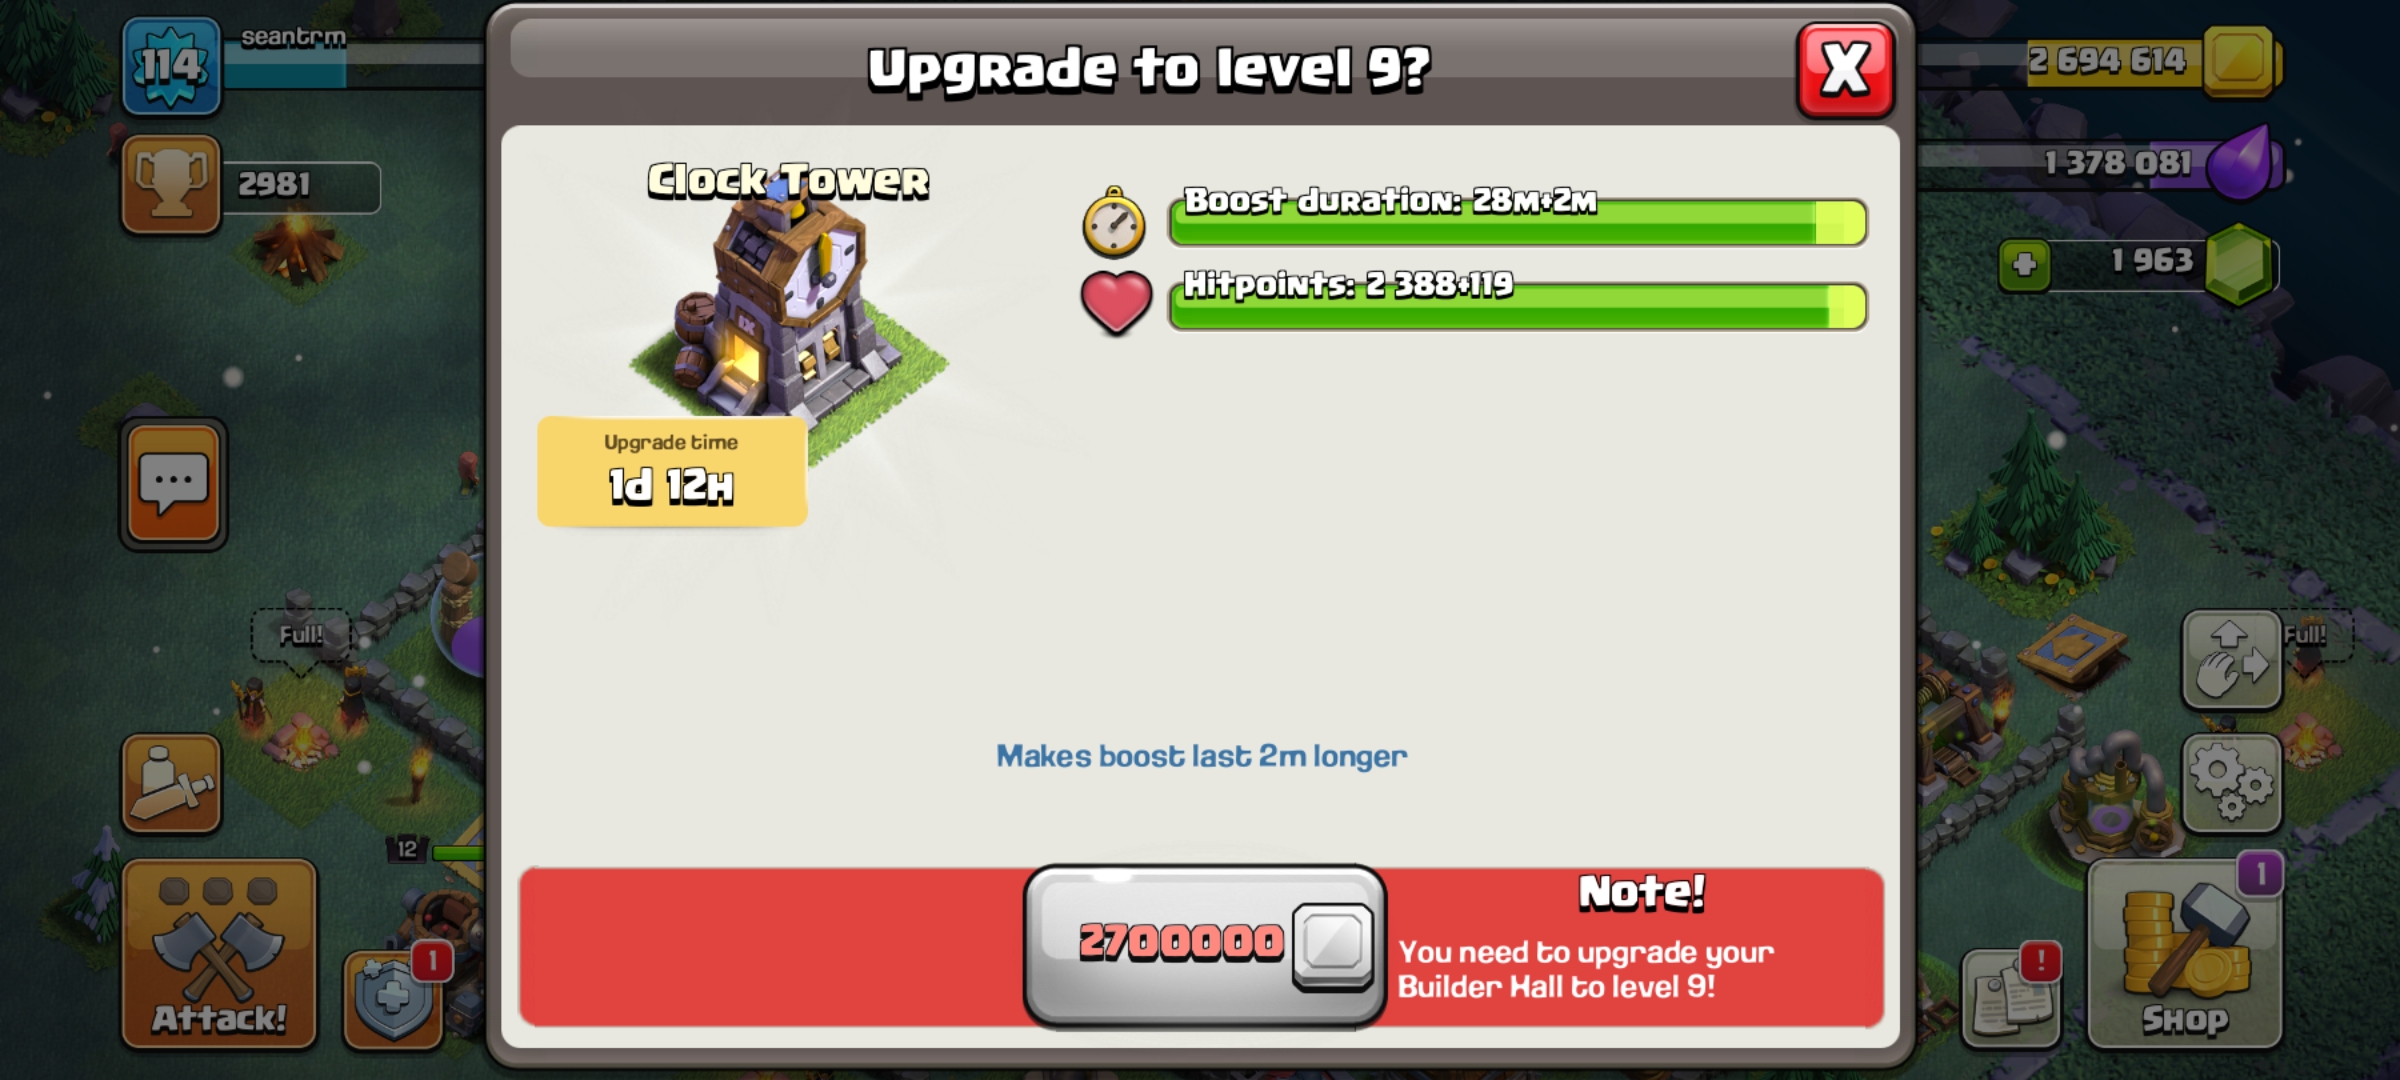 114
seantrm
2981
Upgrade to level 9?
X
2 694 614
1 378 081
1 963
Clock Tower
Boost duration: 28m+2m
Hitpoints: 2 388+119
IX
Upgrade time
1d 12h
Full!
Full!
Makes boost last 2m longer
12
2700000
Note!
You need to upgrade your
Builder Hall to level 9!
Attack!
1
!
1
Shop